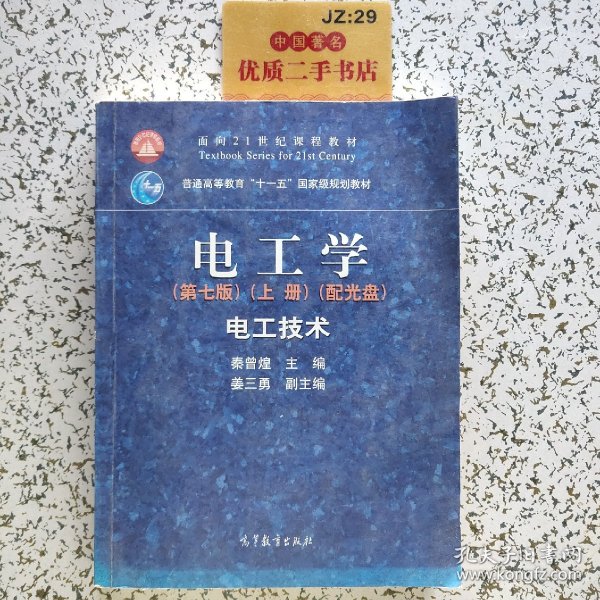 JZ:29
中国著名
优质二手书店
面向21世纪课程教材
Textbook Series for 21st Century
十一五
普通高等教育“十一五”国家级规划教材
电工学
(第七版)(上 册)(配光盘)
电工技术
秦曾煌 主 编
姜三勇 副主编
高等教育出版社
孔夫子旧书网
www.kongfz.com